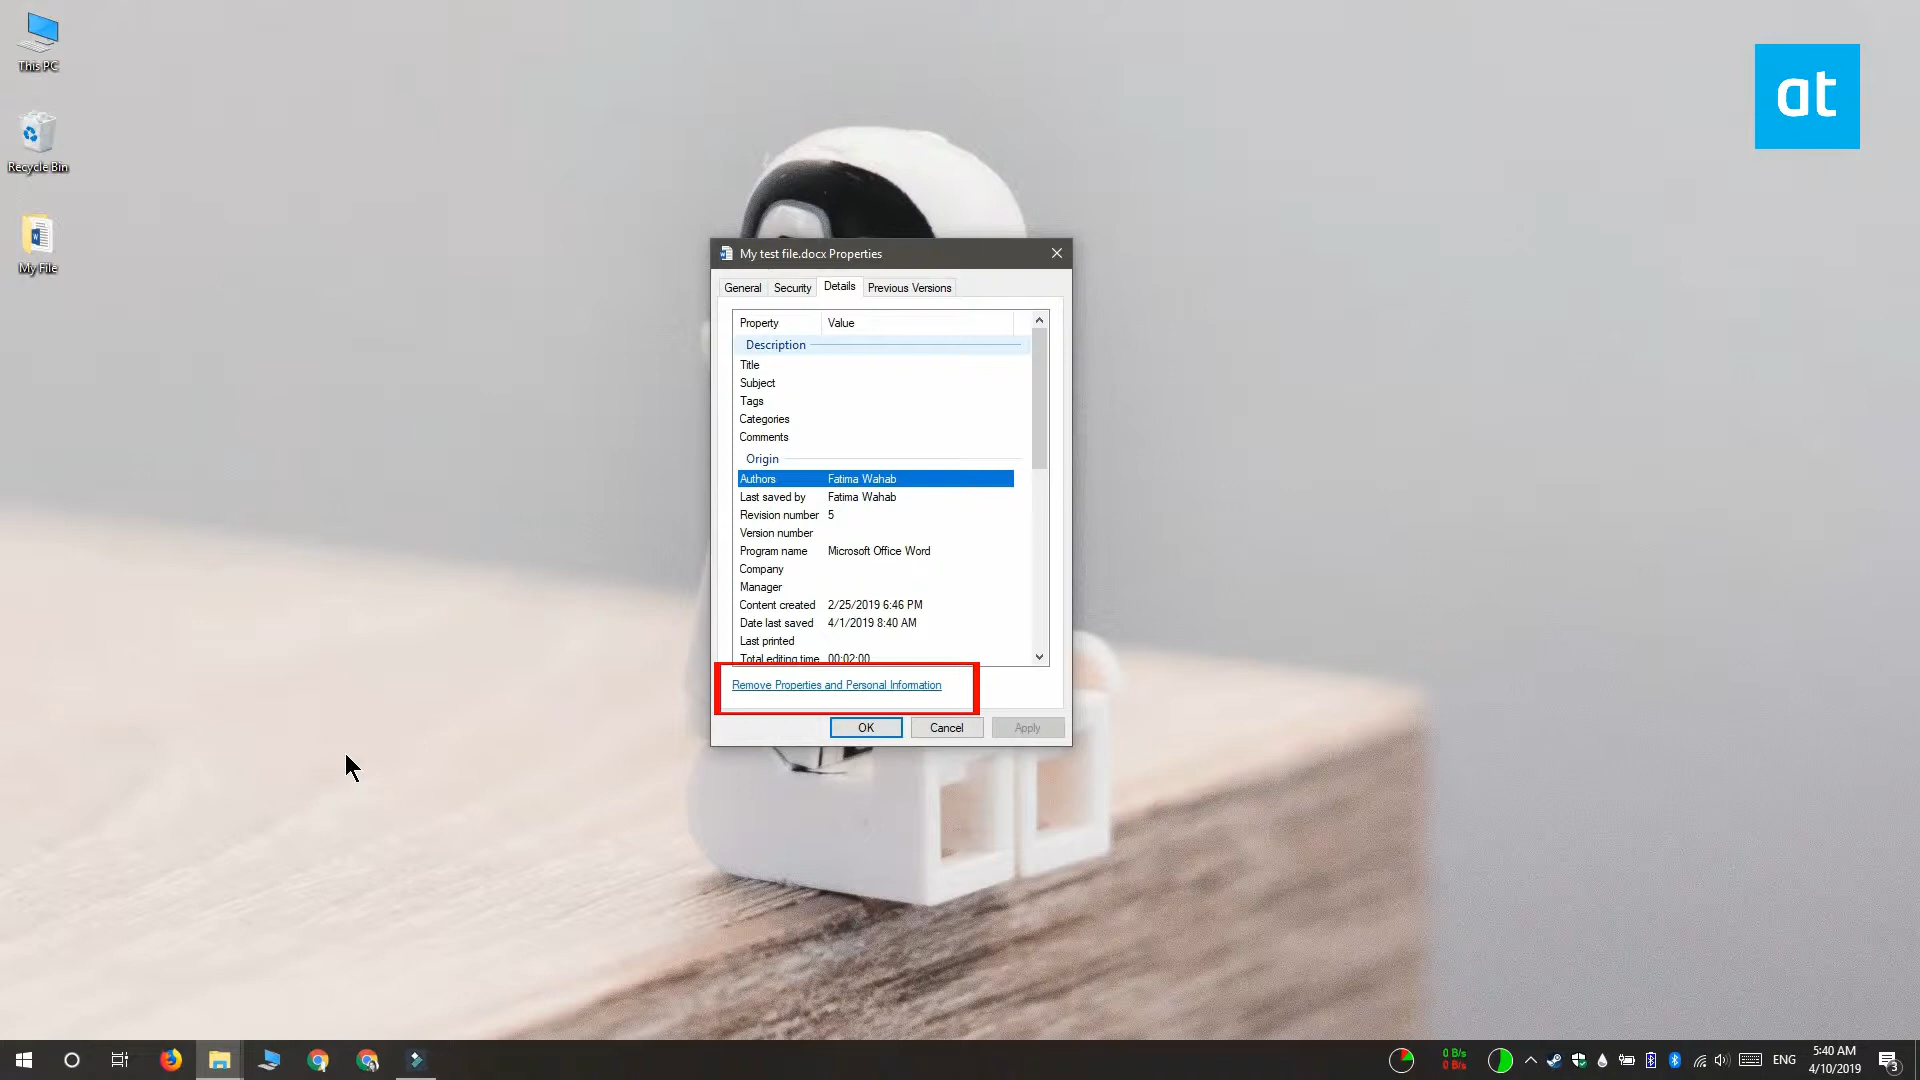 This PC
Recycle Bin
My File
at
My test file.docx Properties
General Security Details Previous Versions
Property Value
Description
Title
Subject
Tags
Categories
Comments
Origin
Authors Fatima Wahab
Last saved by Fatima Wahab
Revision number 5
Version number
Program name Microsoft Office Word
Company
Manager
Content created 2/25/2019 6:46 PM
Date last saved 4/1/2019 8:40 AM
Last printed
Total editing time 00:02:00
Remove Properties and Personal Information
OK Cancel Apply
0 B/s
0 B/s
ENG
5:40 AM
4/10/2019
3